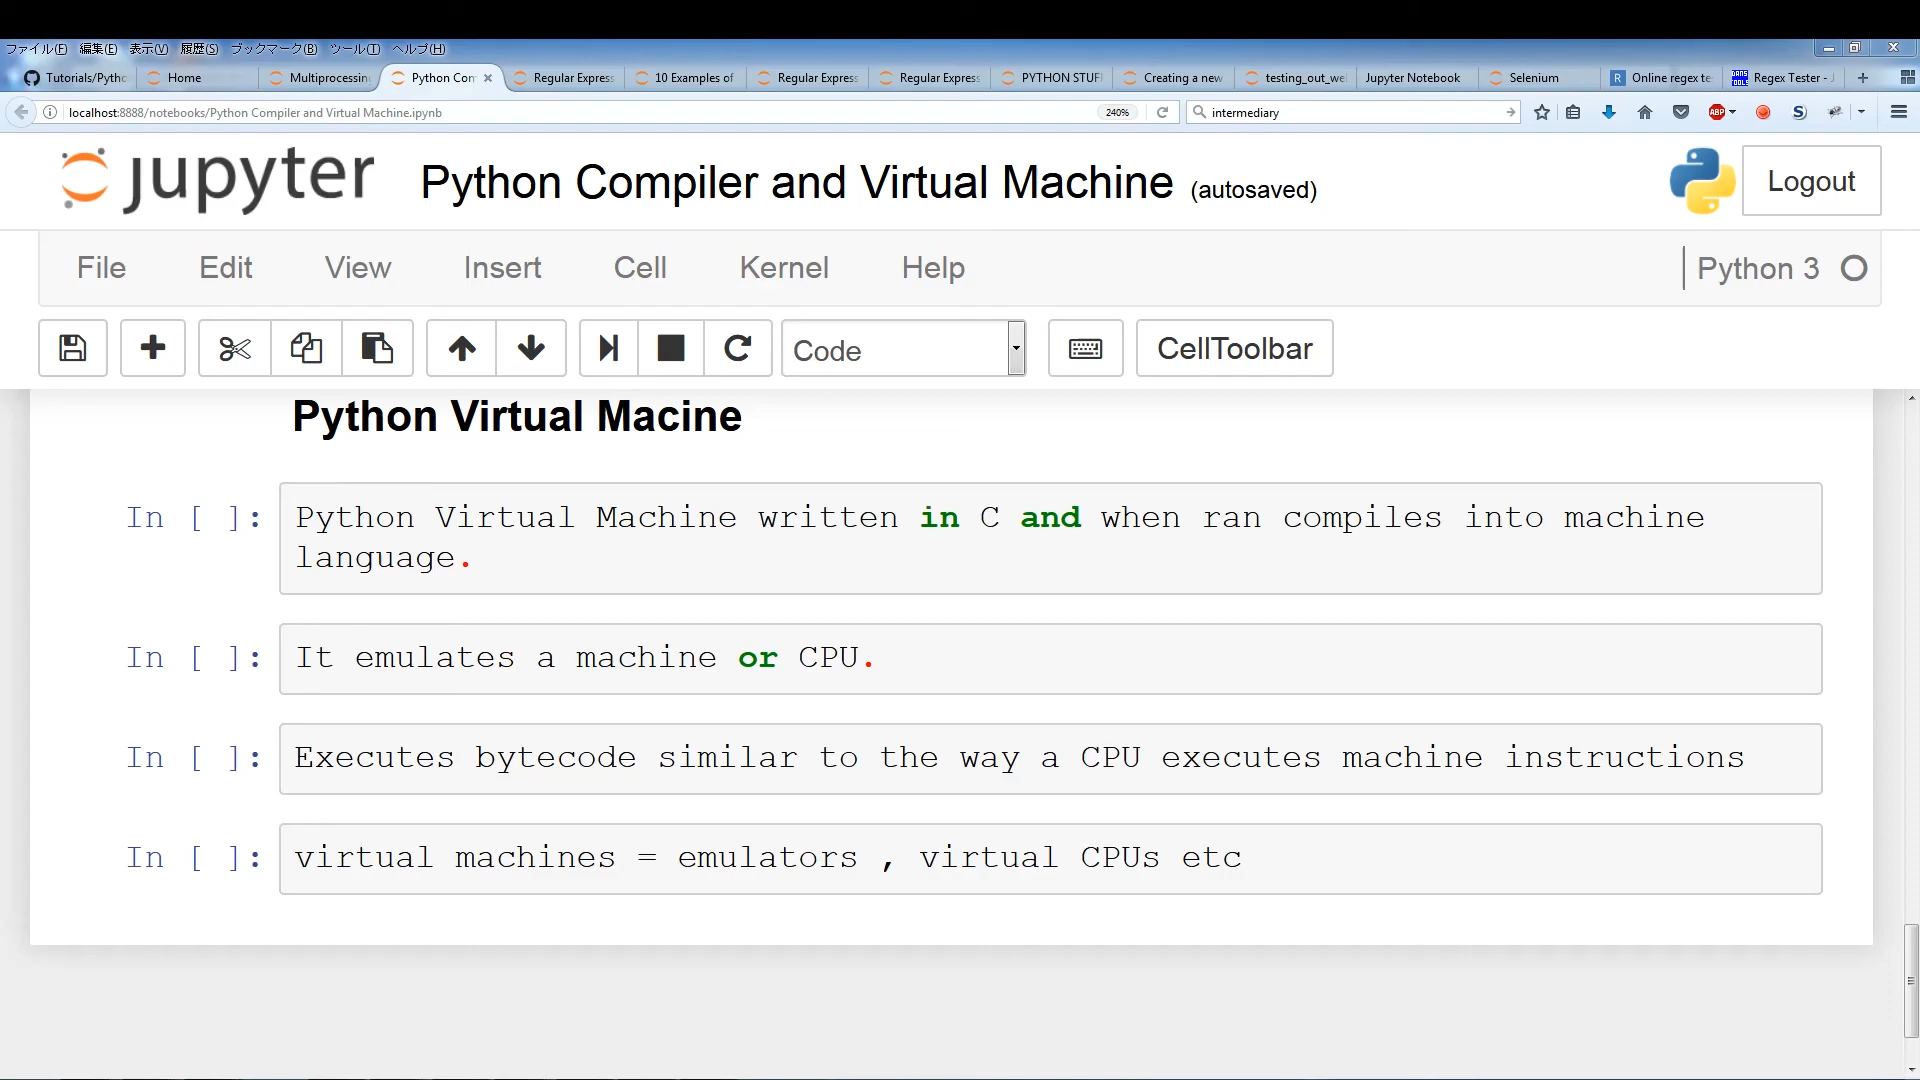 ファイル(F) 編集(E) 表示(V) 履歴(S) ブックマーク(B) ツール(T) ヘルプ(H)
Tutorials/Pytho Home Multiprocessin Python Con Regular Express 10 Examples of Regular Express Regular Express PYTHON STUFF Creating a new testing_out_we Jupyter Notebook Selenium Online regex te Regex Tester - J
localhost:8888/notebooks/Python Compiler and Virtual Machine.ipynb 240% intermediary
jupyter Python Compiler and Virtual Machine (autosaved) Logout
File Edit View Insert Cell Kernel Help Python 3
Code CellToolbar
Python Virtual Macine
In [ ]: Python Virtual Machine written in C and when ran compiles into machine
language.
In [ ]: It emulates a machine or CPU.
In [ ]: Executes bytecode similar to the way a CPU executes machine instructions
In [ ]: virtual machines = emulators , virtual CPUs etc